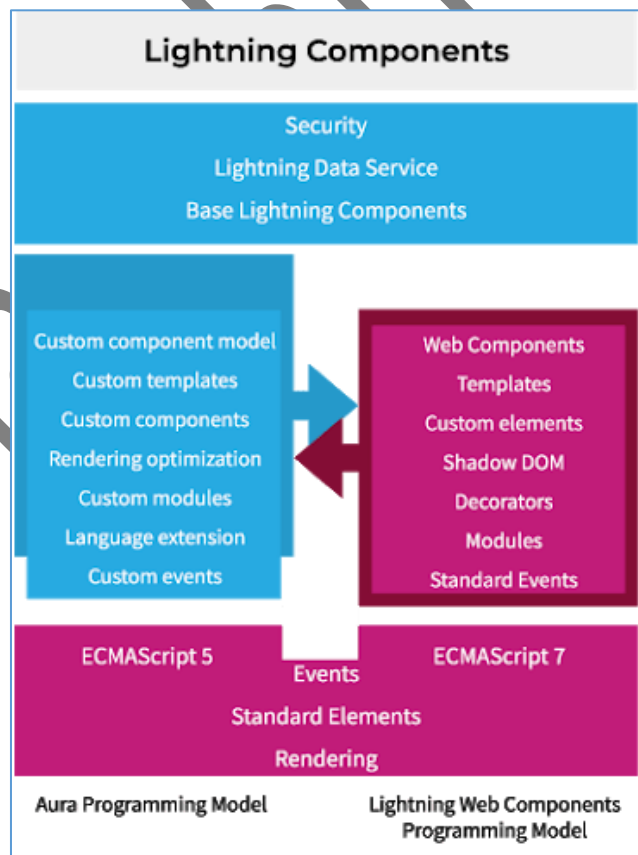 Lightning Components
Security
Lightning Data Service
Base Lightning Components
Custom component model
Custom templates
Custom components
Rendering optimization
Custom modules
Language extension
Custom events
Web Components
Templates
Custom elements
Shadow DOM
Decorators
Modules
Standard Events
ECMAScript 5
ECMAScript 7
Events
Standard Elements
Rendering
Aura Programming Model
Lightning Web Components
Programming Model